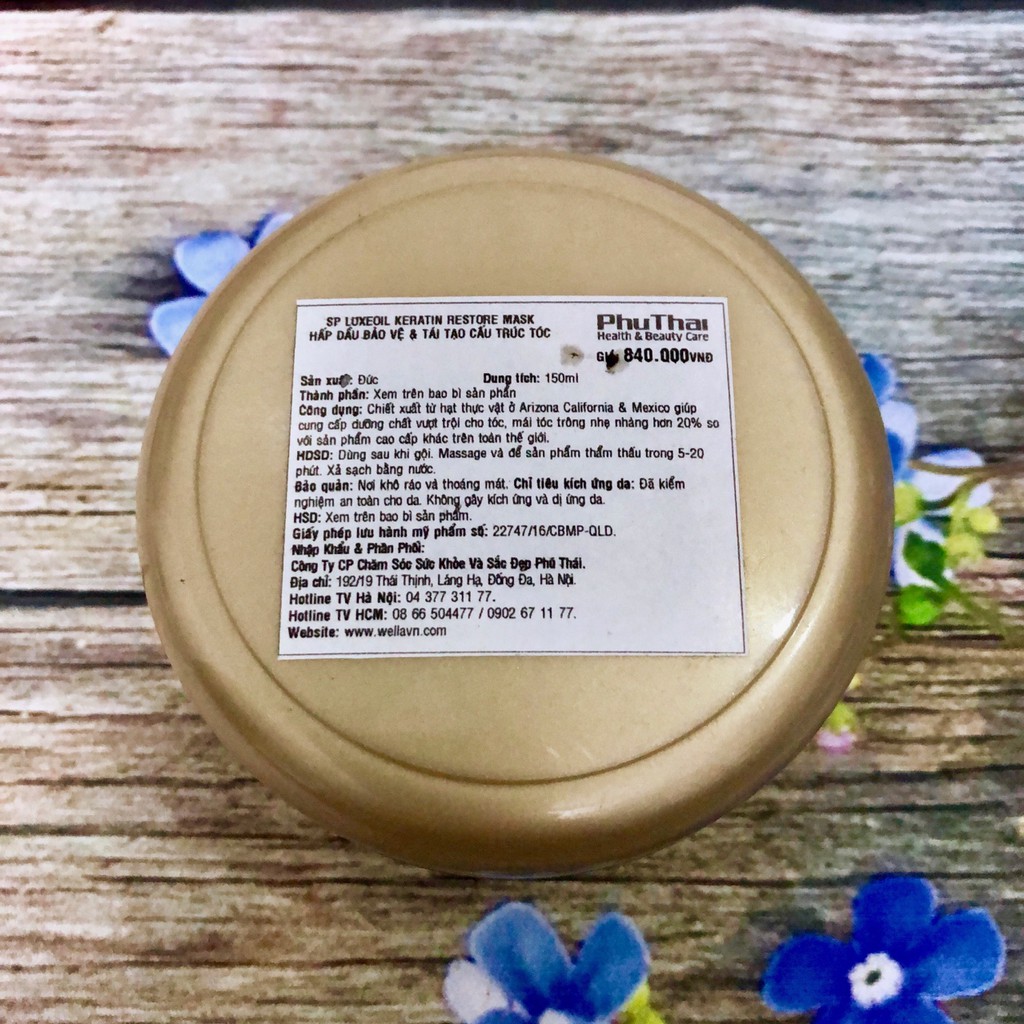 SP LUXEOIL KERATIN RESTORE MASK
HẤP DẦU BẢO VỆ & TÁI TẠO CẤU TRÚC TÓC
PhuThai
Health & Beauty Care
840.000VNĐ
Sản xuất: Đức Dung tích: 150ml
Thành phần: Xem trên bao bì sản phẩn
Công dụng: Chiết xuất từ hạt thực vật ở Arizona California & Mexico giúp
cung cấp dưỡng chất vượt trội cho tóc, mái tóc trông nhẹ nhàng hơn 20% so
với sản phẩm cao cấp khác trên toàn thế giới.
HDSD: Dùng sau khi gội. Massage và để sản phẩm thẩm thấu trong 5-20
phút. Xả sạch bằng nước.
Bảo quản: Nơi khô ráo và thoáng mát. Chỉ tiêu kích ứng da: Đã kiểm
nghiệm an toàn cho da. Không gây kích ứng và dị ứng da.
HSD: Xem trên bao bì sản phẩm.
Giấy phép lưu hành mỹ phẩm số: 22747/16/CBMP-QLD.
Nhập Khẩu & Phân Phối:
Công Ty CP Chăm Sóc Sức Khỏe Và Sắc Đẹp Phú Thái.
Địa chỉ: 192/19 Thái Thịnh, Láng Hạ, Đống Đa, Hà Nội.
Hotline TV Hà Nội: 04 377 311 77.
Hotline TV HCM: 08 66 504477 / 0902 67 11 77.
Website: www.wellavn.com